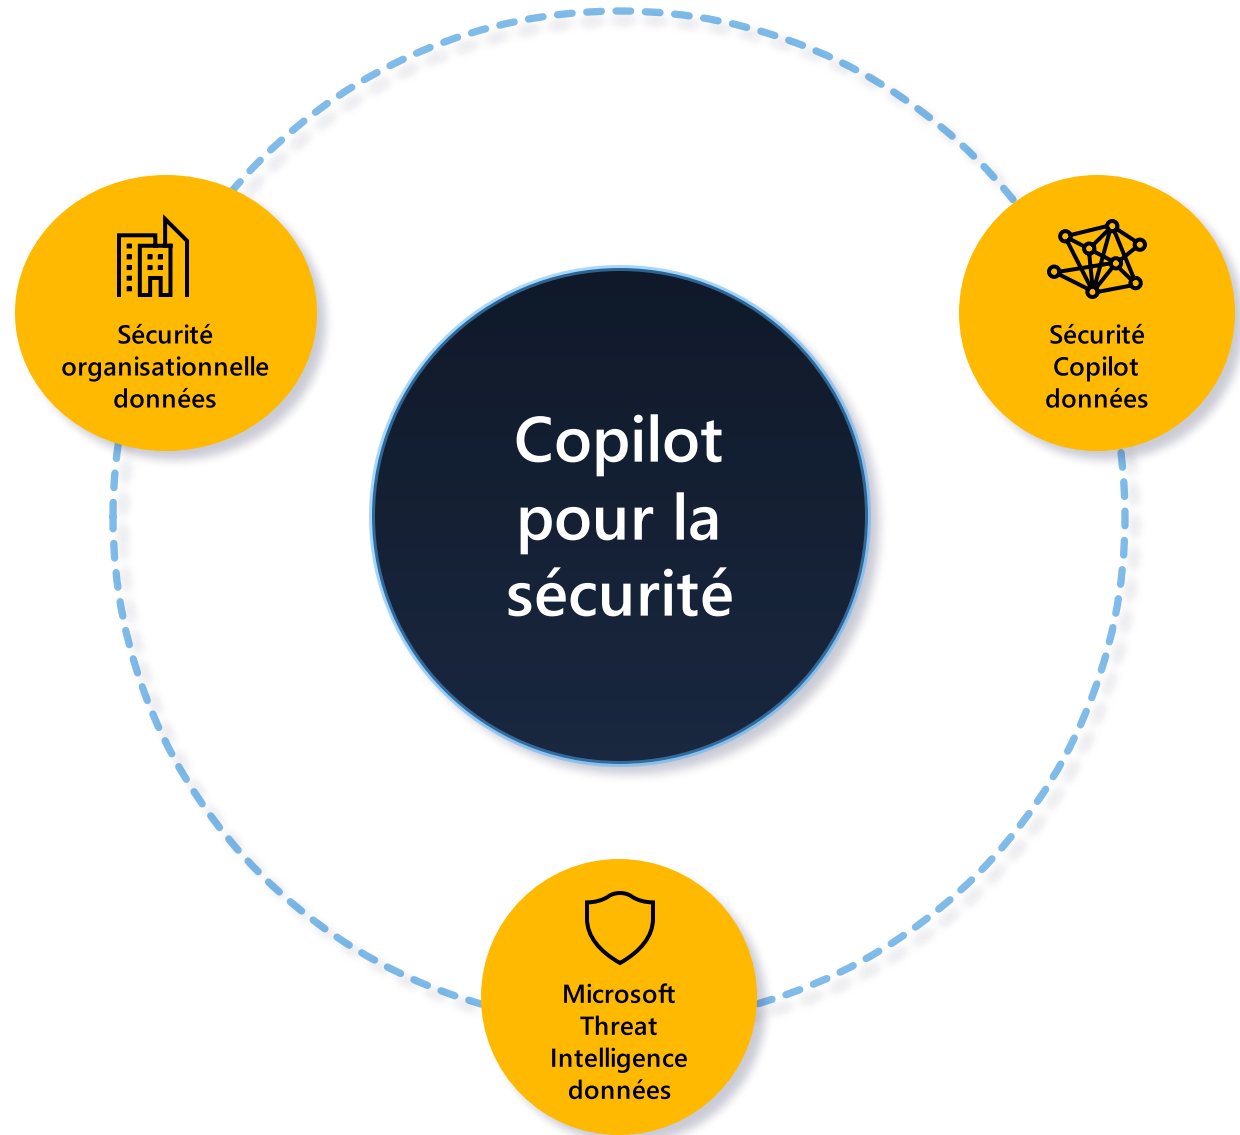 Sécurité
organisationnelle
données
Sécurité
Copilot
données
Copilot
pour la
sécurité
Microsoft
Threat
Intelligence
données